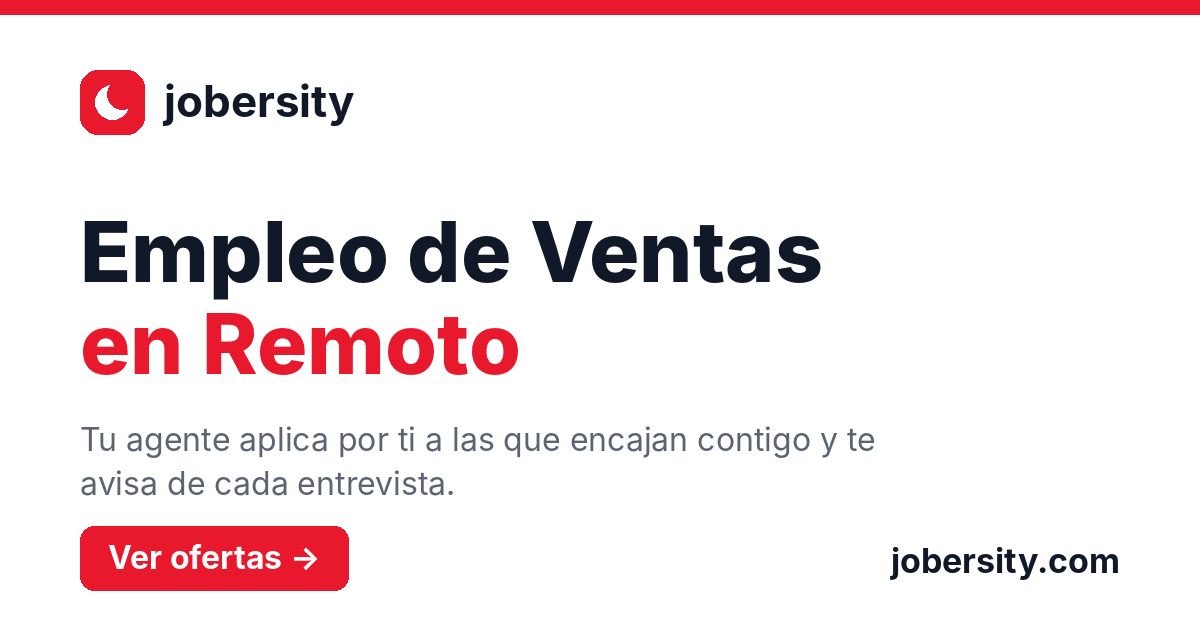 jobersity
Empleo de Ventas
en Remoto
Tu agente aplica por ti a las que encajan contigo y te
avisa de cada entrevista.
Ver ofertas →
jobersity.com